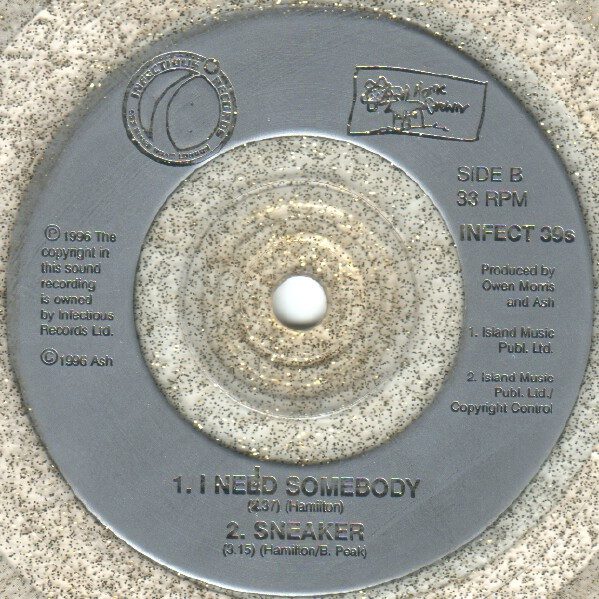 SIDE B
33 RPM
INFECT 39s
Produced by
Owen Morris
and Ash
1. Island Music
Publ. Ltd.
2. Island Music
Publ. Ltd./
Copyright Control
℗ 1996 The
copyright in
this sound
recording
is owned
by Infectious
Records Ltd.
©1996 Ash
1. I NEED SOMEBODY
(2.37) (Hamilton)
2. SNEAKER
(3.15) (Hamilton/B. Peak)